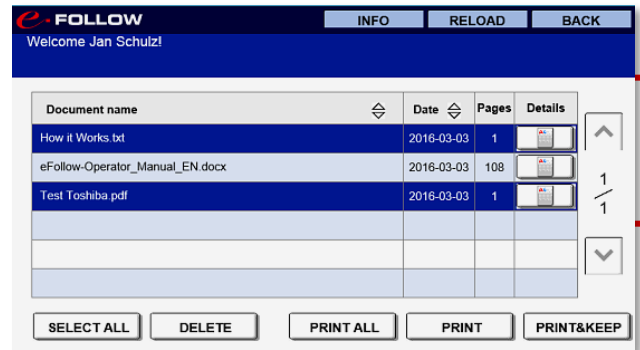 e-FOLLOW INFO RELOAD BACK
Welcome Jan Schulz!
Document name Date Pages Details
How it Works.txt 2016-03-03 1
eFollow-Operator_Manual_EN.docx 2016-03-03 108
Test Toshiba.pdf 2016-03-03 1
1
1
SELECT ALL DELETE PRINT ALL PRINT PRINT&KEEP